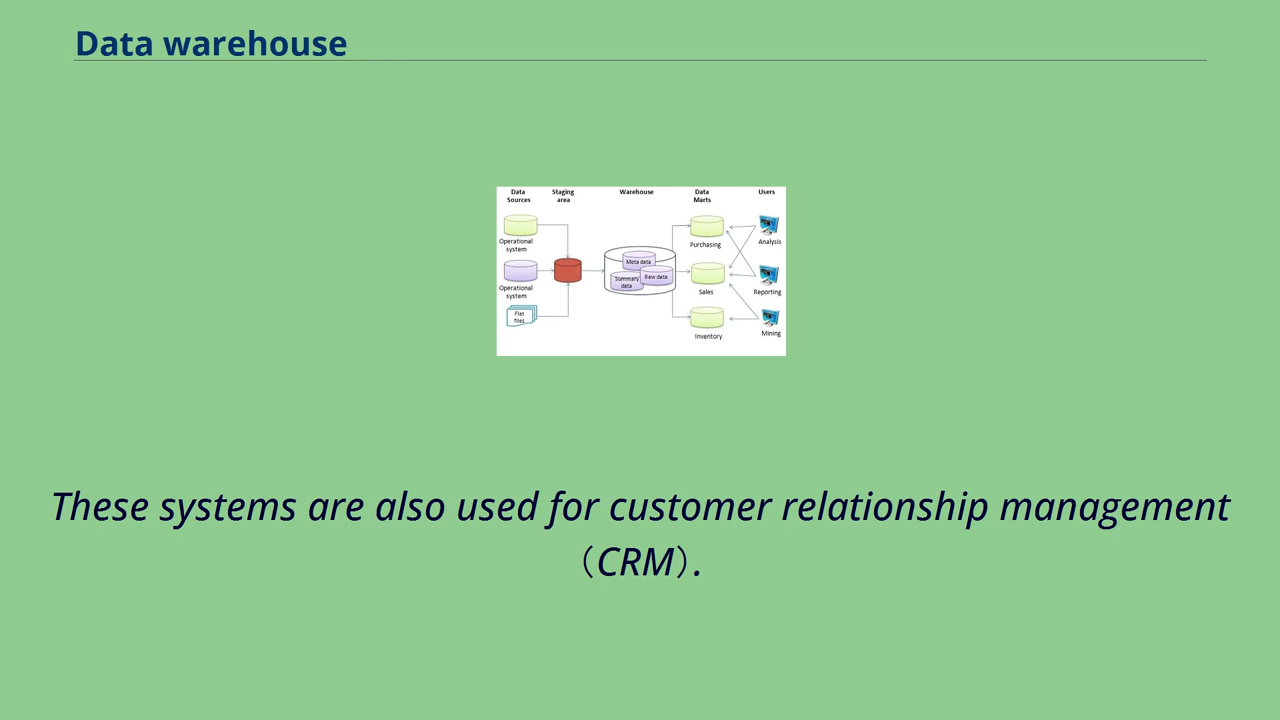 Data warehouse
Data Sources
Staging area
Warehouse
Data Marts
Users
Operational system
Operational system
Flat files
Meta data
Summary data
Raw data
Purchasing
Sales
Inventory
Analysis
Reporting
Mining
These systems are also used for customer relationship management
（CRM）.